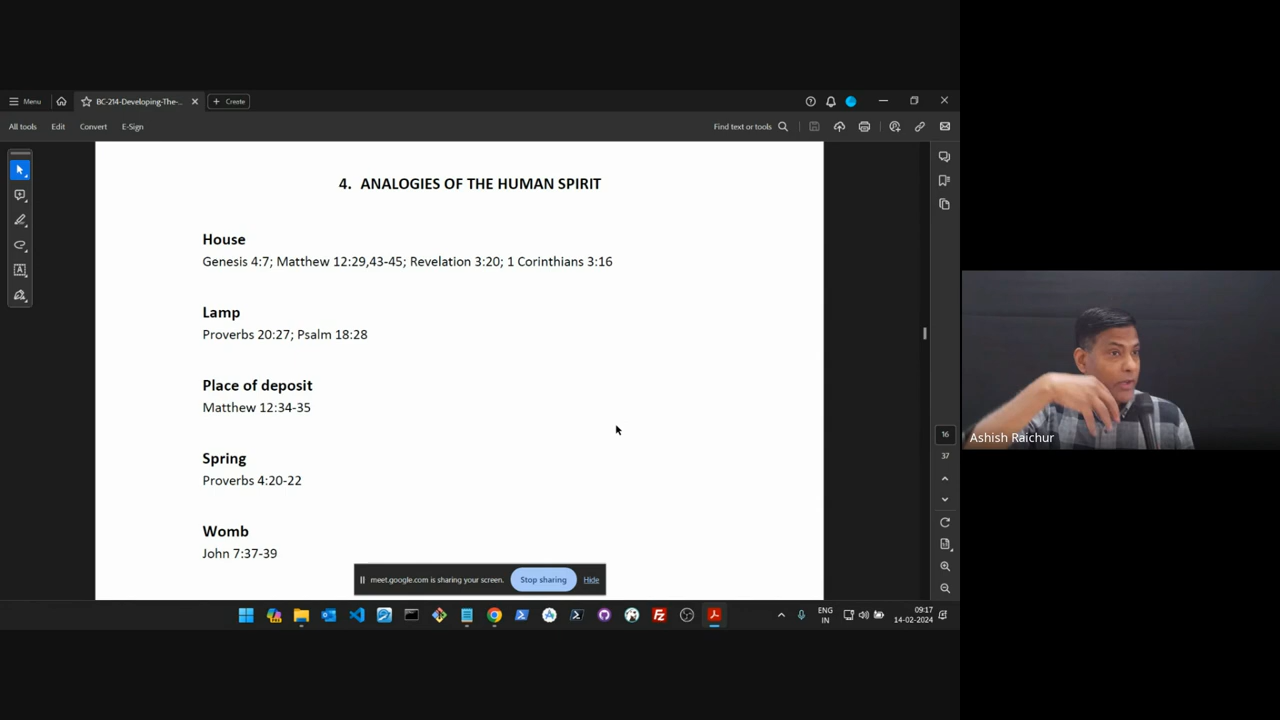 Menu
BC-214-Developing-The-...
Create
All tools
Edit
Convert
E-Sign
Find text or tools
4. ANALOGIES OF THE HUMAN SPIRIT
House
Genesis 4:7; Matthew 12:29,43-45; Revelation 3:20; 1 Corinthians 3:16
Lamp
Proverbs 20:27; Psalm 18:28
Place of deposit
Matthew 12:34-35
Spring
Proverbs 4:20-22
Womb
John 7:37-39
16
37
Ashish Raichur
meet.google.com is sharing your screen.
Stop sharing
Hide
ENG
IN
09:17
14-02-2024